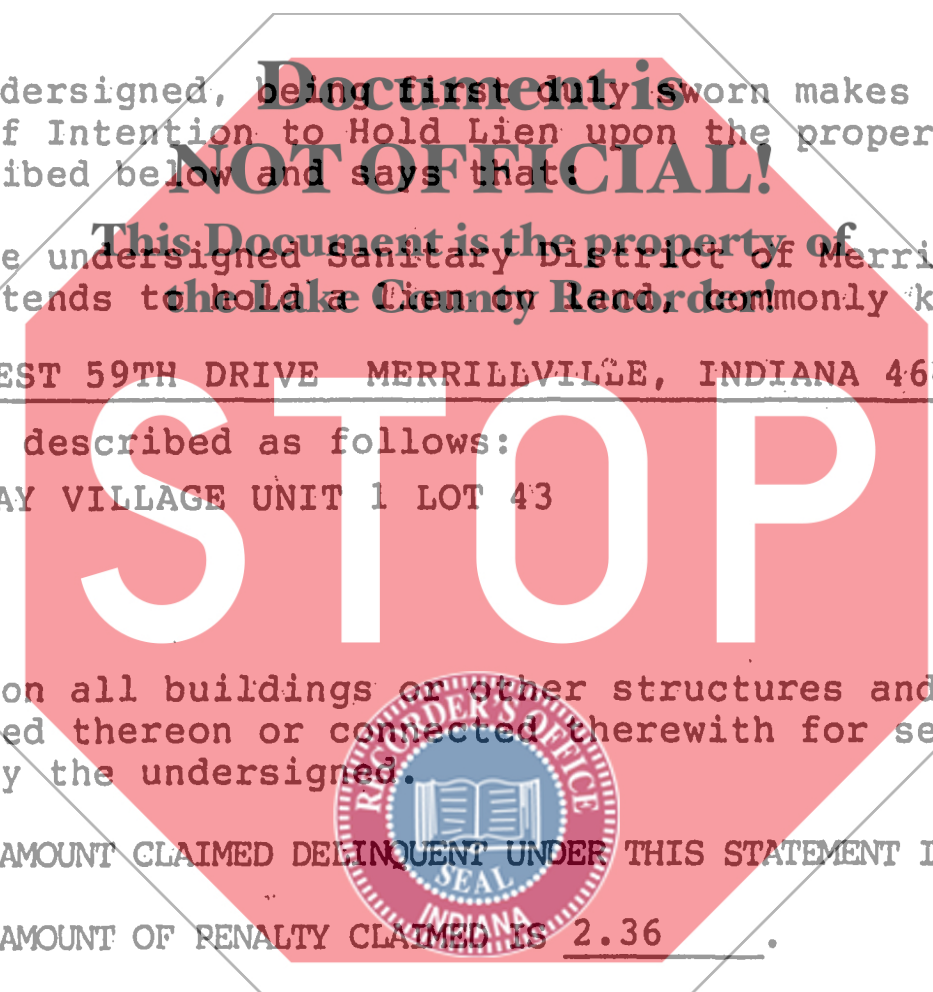 Document is
NOT OFFICIAL!
This Document is the property of
the Lake County Recorder!
STOP
RECORDER'S OFFICE
SEAL
INDIANA
dersigned, being first duly sworn makes
f Intention to Hold Lien upon the proper
ibed below and says that:
e undersigned Sanitary District of Merri
tends to hold a Lien on land, commonly k
EST 59TH DRIVE MERRILLVILLE, INDIANA 46
described as follows:
AY VILLAGE UNIT 1 LOT 43
on all buildings or other structures and
ed thereon or connected therewith for se
y the undersigned.
AMOUNT CLAIMED DELINQUENT UNDER THIS STATEMENT I
AMOUNT OF PENALTY CLAIMED IS 2.36 .